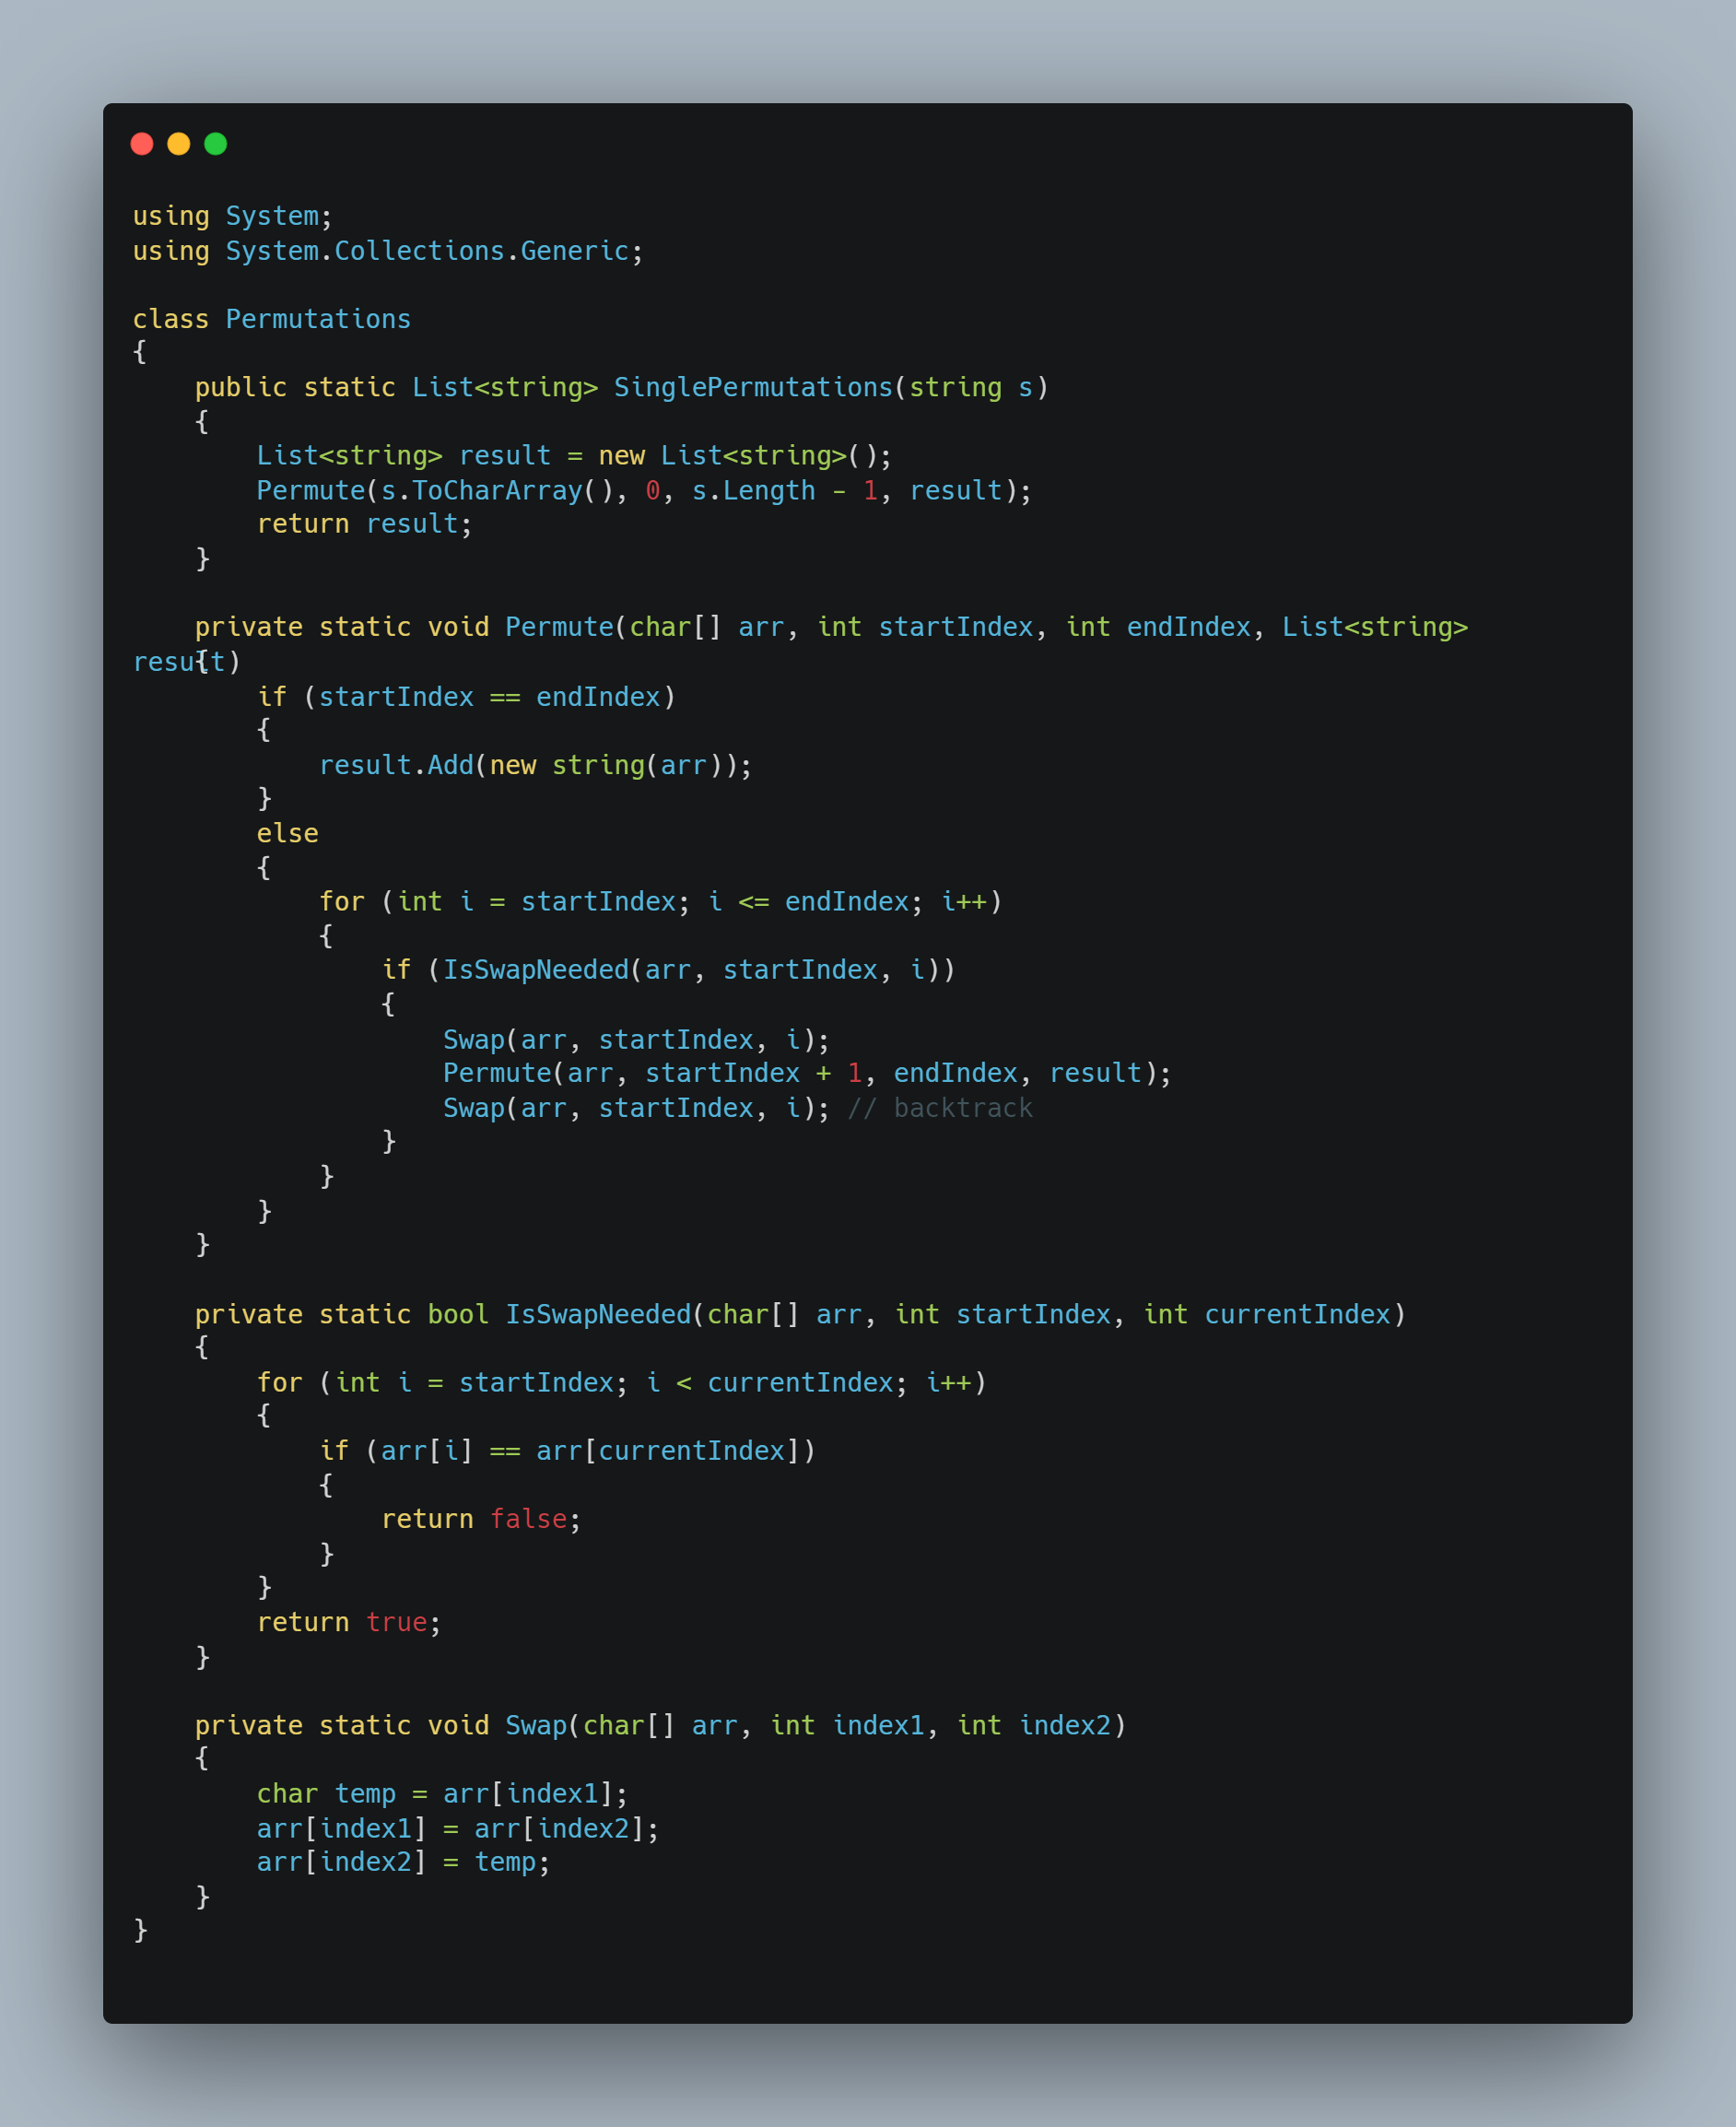 using System;
using System.Collections.Generic;

class Permutations
{
    public static List<string> SinglePermutations(string s)
    {
        List<string> result = new List<string>();
        Permute(s.ToCharArray(), 0, s.Length - 1, result);
        return result;
    }

    private static void Permute(char[] arr, int startIndex, int endIndex, List<string>
result)
    {
        if (startIndex == endIndex)
        {
            result.Add(new string(arr));
        }
        else
        {
            for (int i = startIndex; i <= endIndex; i++)
            {
                if (IsSwapNeeded(arr, startIndex, i))
                {
                    Swap(arr, startIndex, i);
                    Permute(arr, startIndex + 1, endIndex, result);
                    Swap(arr, startIndex, i); // backtrack
                }
            }
        }
    }

    private static bool IsSwapNeeded(char[] arr, int startIndex, int currentIndex)
    {
        for (int i = startIndex; i < currentIndex; i++)
        {
            if (arr[i] == arr[currentIndex])
            {
                return false;
            }
        }
        return true;
    }

    private static void Swap(char[] arr, int index1, int index2)
    {
        char temp = arr[index1];
        arr[index1] = arr[index2];
        arr[index2] = temp;
    }
}